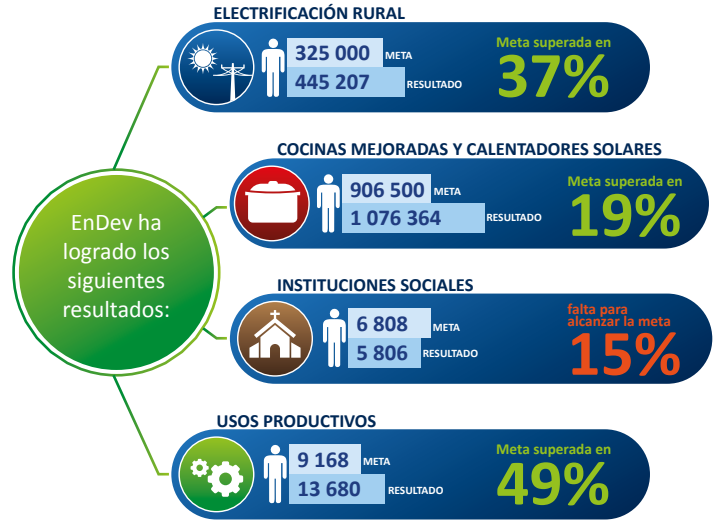 ELECTRIFICACIÓN RURAL
325 000 META
445 207 RESULTADO
Meta superada en
37%
COCINAS MEJORADAS Y CALENTADORES SOLARES
906 500 META
1 076 364 RESULTADO
Meta superada en
19%
EnDev ha
logrado los
siguientes
resultados:
INSTITUCIONES SOCIALES
6 808 META
5 806 RESULTADO
falta para
alcanzar la meta
15%
USOS PRODUCTIVOS
9 168 META
13 680 RESULTADO
Meta superada en
49%